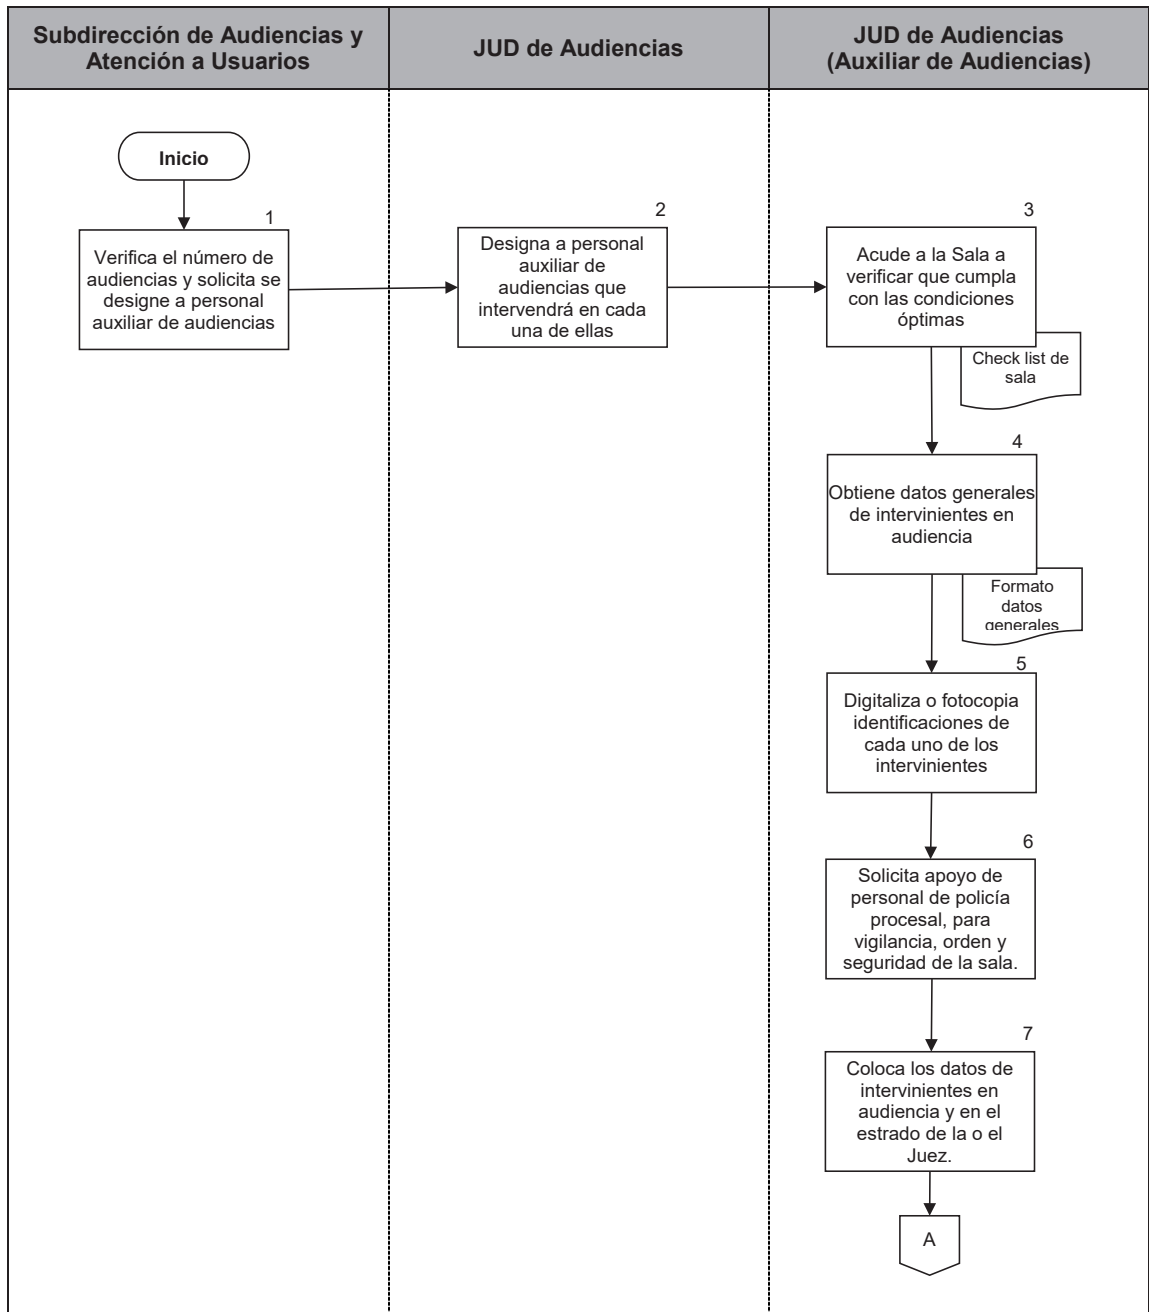 Subdirección de Audiencias y
Atención a Usuarios
JUD de Audiencias
JUD de Audiencias
(Auxiliar de Audiencias)
Inicio
1
Verifica el número de
audiencias y solicita se
designe a personal
auxiliar de audiencias
2
Designa a personal
auxiliar de
audiencias que
intervendrá en cada
una de ellas
3
Acude a la Sala a
verificar que cumpla
con las condiciones
óptimas
Check list de
sala
4
Obtiene datos generales
de intervinientes en
audiencia
Formato
datos
generales
5
Digitaliza o fotocopia
identificaciones de
cada uno de los
intervinientes
6
Solicita apoyo de
personal de policía
procesal, para
vigilancia, orden y
seguridad de la sala.
7
Coloca los datos de
intervinientes en
audiencia y en el
estrado de la o el
Juez.
A